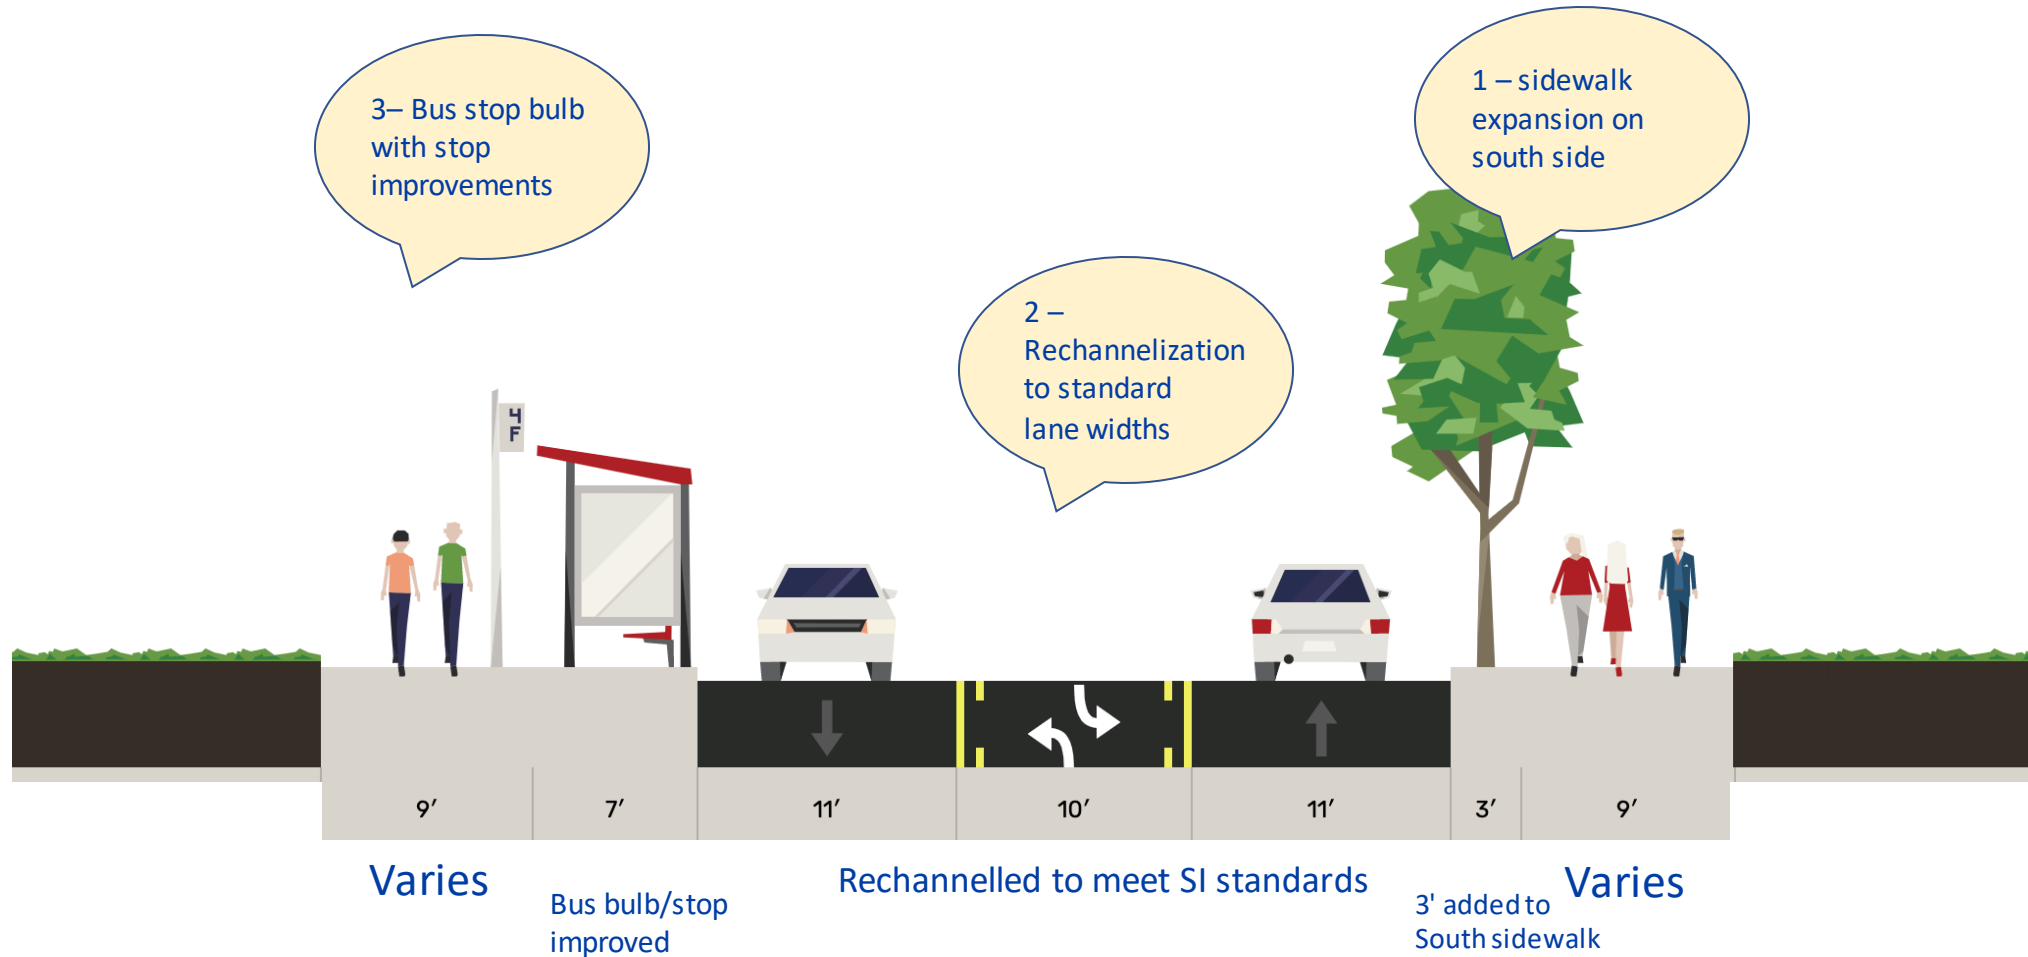 3– Bus stop bulb
with stop
improvements
1 – sidewalk
expansion on
south side
2 –
Rechannelization
to standard
lane widths
4
F
9′
7′
11′
10′
11′
3′
9′
Varies
Bus bulb/stop
improved
Rechannelled to meet SI standards
3' added to
South sidewalk
Varies